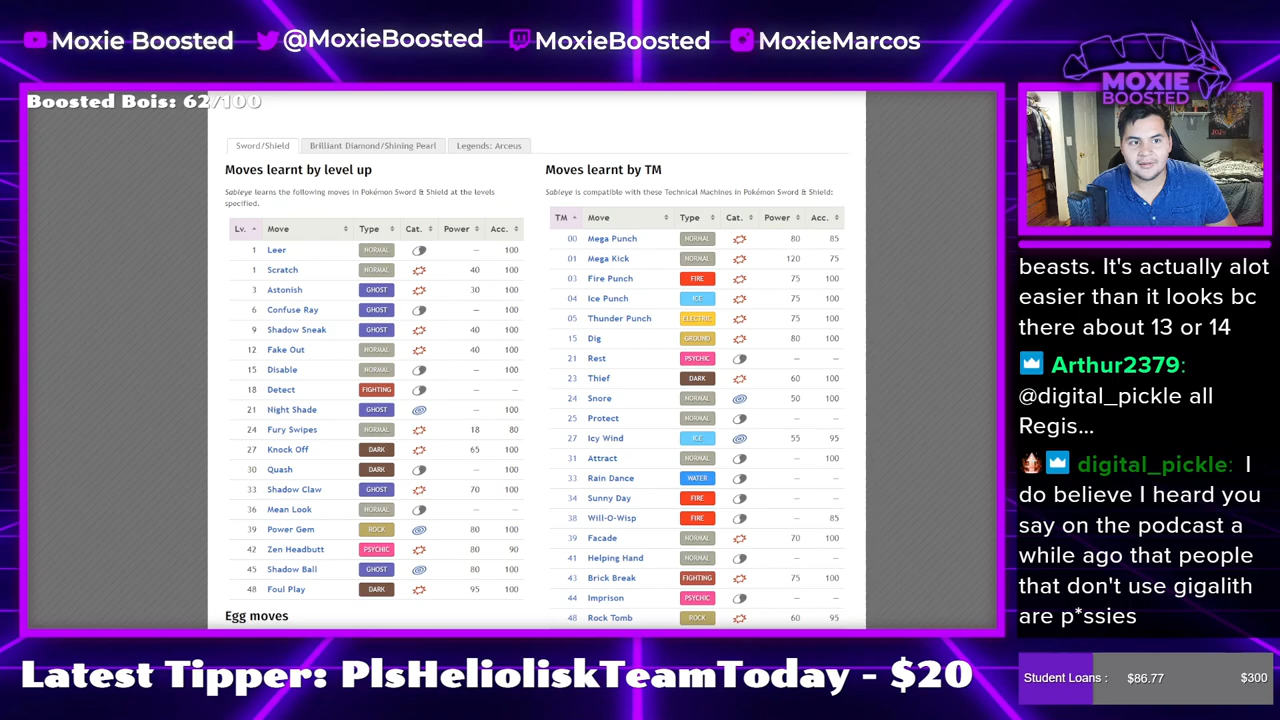 Moxie Boosted @MoxieBoosted MoxieBoosted MoxieMarcos
MOXIE
BOOSTED
Boosted Bois: 62/100
Sword/Shield Brilliant Diamond/Shining Pearl Legends: Arceus
Moves learnt by level up
Sableye learns the following moves in Pokémon Sword & Shield at the levels
specified.
Lv. Move Type Cat. Power Acc.
1 Leer NORMAL — 100
1 Scratch NORMAL 40 100
3 Astonish GHOST 30 100
6 Confuse Ray GHOST — 100
9 Shadow Sneak GHOST 40 100
12 Fake Out NORMAL 40 100
15 Disable NORMAL — 100
18 Detect FIGHTING — —
21 Night Shade GHOST — 100
24 Fury Swipes NORMAL 18 80
27 Knock Off DARK 65 100
30 Quash DARK — 100
33 Shadow Claw GHOST 70 100
36 Mean Look NORMAL — —
39 Power Gem ROCK 80 100
42 Zen Headbutt PSYCHIC 80 90
45 Shadow Ball GHOST 80 100
48 Foul Play DARK 95 100
Egg moves
Moves learnt by TM
Sableye is compatible with these Technical Machines in Pokémon Sword & Shield:
TM Move Type Cat. Power Acc.
00 Mega Punch NORMAL 80 85
01 Mega Kick NORMAL 120 75
03 Fire Punch FIRE 75 100
04 Ice Punch ICE 75 100
05 Thunder Punch ELECTRIC 75 100
15 Dig GROUND 80 100
21 Rest PSYCHIC — —
23 Thief DARK 60 100
24 Snore NORMAL 50 100
25 Protect NORMAL — —
27 Icy Wind ICE 55 95
31 Attract NORMAL — 100
33 Rain Dance WATER — —
34 Sunny Day FIRE — —
38 Will-O-Wisp FIRE — 85
39 Facade NORMAL 70 100
41 Helping Hand NORMAL — —
43 Brick Break FIGHTING 75 100
44 Imprison PSYCHIC — —
48 Rock Tomb ROCK 60 95
beasts. It's actually alot
easier than it looks bc
there about 13 or 14
Arthur2379:
@digital_pickle all
Regis...
digital_pickle: I
do believe I heard you
say on the podcast a
while ago that people
that don't use gigalith
are p*ssies
Latest Tipper: PlsHelioliskTeamToday - $20
Student Loans : $86.77 $300